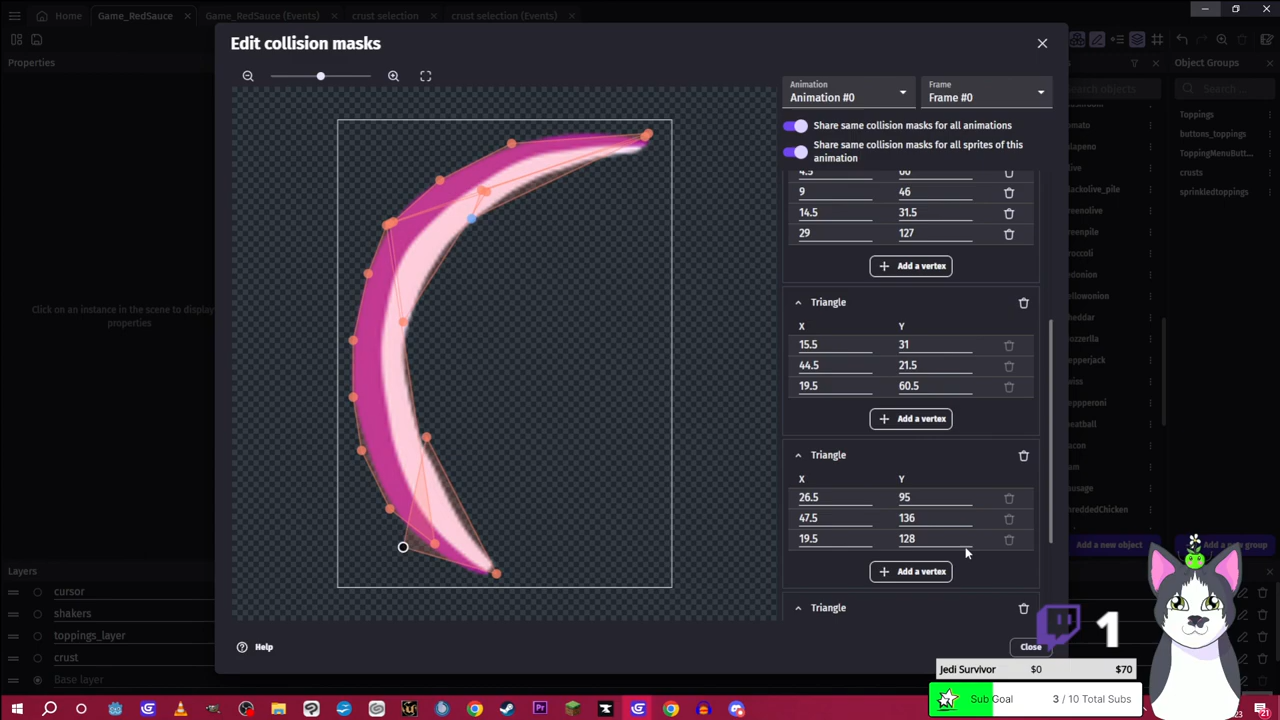 Home
Game_RedSauce
Game_RedSauce (Events)
crust selection
crust selection (Events)
Properties
Edit collision masks
Object Groups
Animation
Animation #0
Frame
Frame #0
Search ...
Share same collision masks for all animations
Share same collision masks for all sprites of this
animation
Toppings
buttons_toppings
ToppingMenuButt...
crusts
sprinkledtoppings
Click on an instance in the scene to display
properties
9
46
14.5
31.5
29
127
Add a vertex
Triangle
X
Y
15.5
31
44.5
21.5
19.5
60.5
Add a vertex
Triangle
X
Y
26.5
95
47.5
136
19.5
128
Add a vertex
Triangle
Add a new object
Add a new group
Layers
cursor
shakers
toppings_layer
crust
Base layer
Help
Close
1
Jedi Survivor
$0
$70
Sub Goal
3 / 10 Total Subs